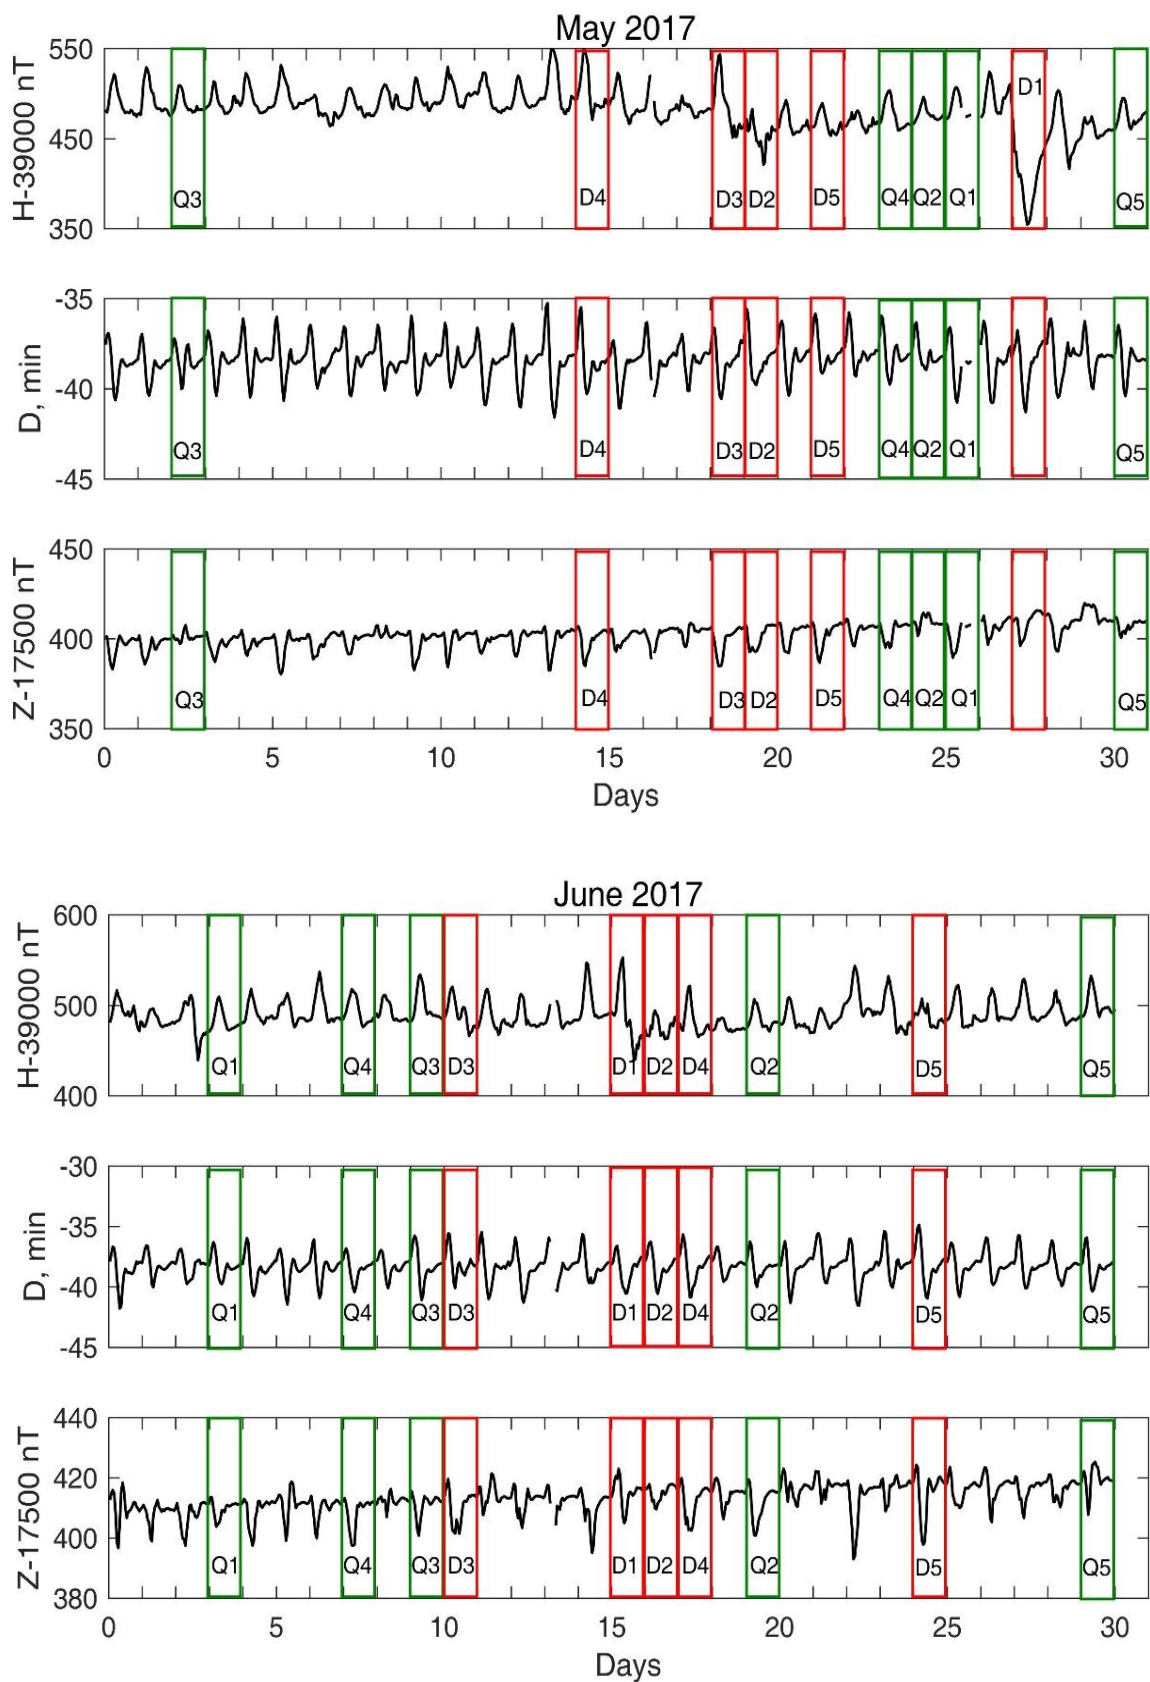 May 2017
H-39000 nT
550
450
350
Q3 D4 D3 D2 D5 Q4 Q2 Q1 D1 Q5
D, min
-35
-40
-45
Q3 D4 D3 D2 D5 Q4 Q2 Q1 Q5
Z-17500 nT
450
400
350
Q3 D4 D3 D2 D5 Q4 Q2 Q1 Q5
0 5 10 15 20 25 30
Days
June 2017
H-39000 nT
600
500
400
Q1 Q4 Q3 D3 D1 D2 D4 Q2 D5 Q5
D, min
-30
-35
-40
-45
Q1 Q4 Q3 D3 D1 D2 D4 Q2 D5 Q5
Z-17500 nT
440
420
400
380
Q1 Q4 Q3 D3 D1 D2 D4 Q2 D5 Q5
0 5 10 15 20 25 30
Days